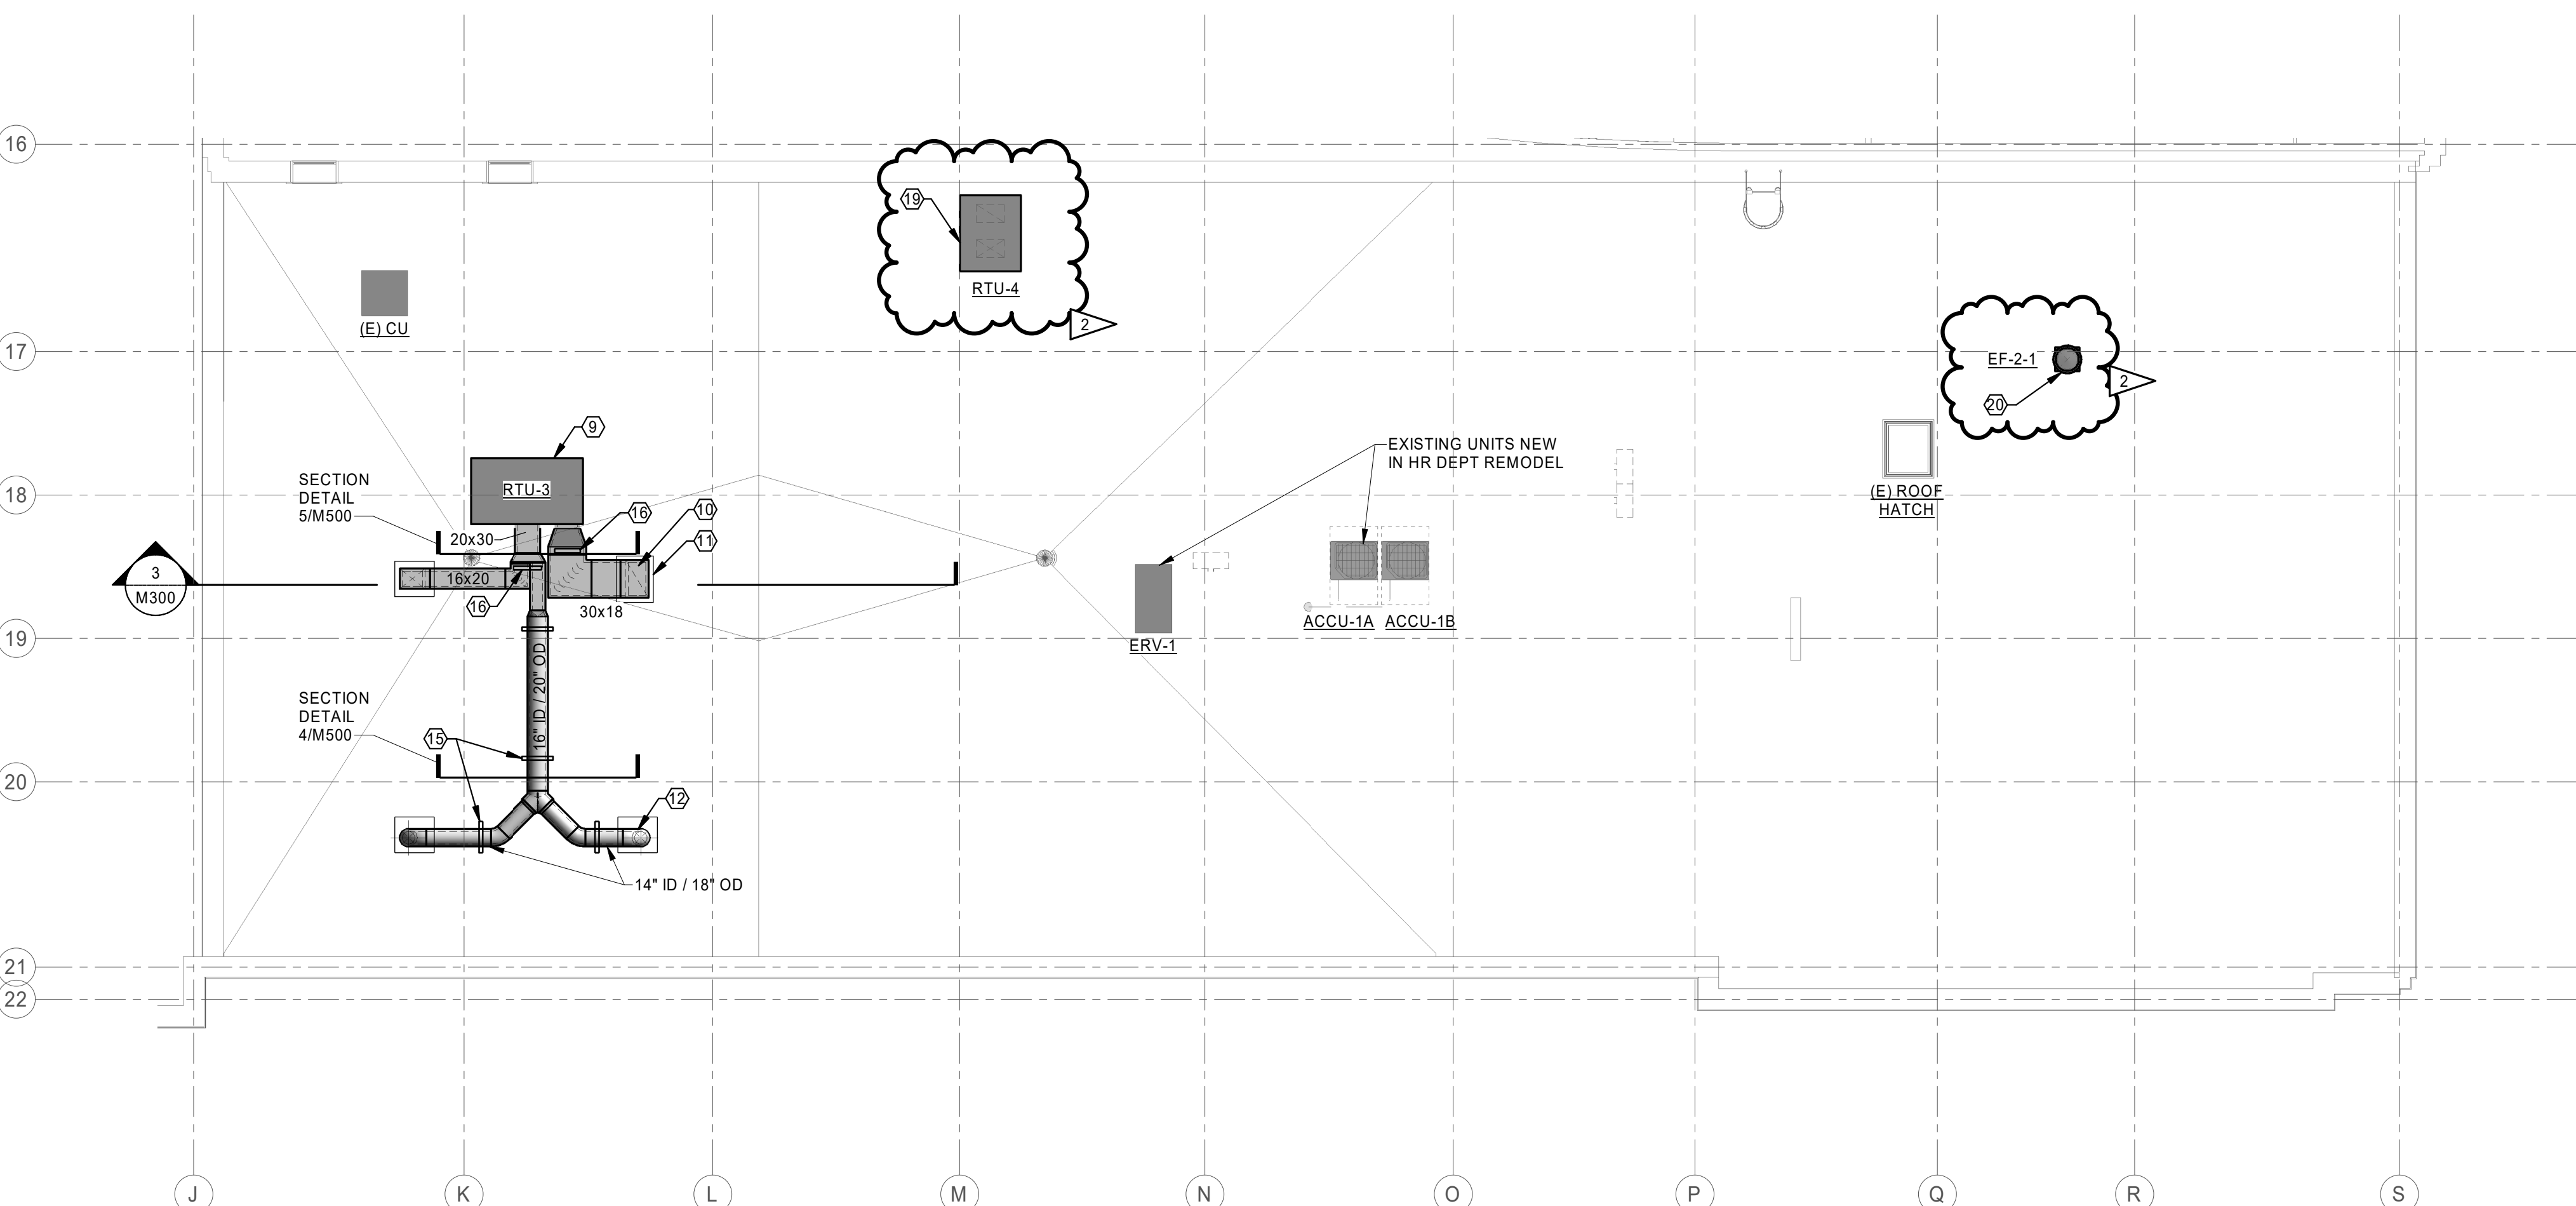 16
19
RTU-4
2
(E) CU
17
EF-2-1
2
20
9
EXISTING UNITS NEW
IN HR DEPT REMODEL
SECTION
DETAIL
5/M500
RTU-3
18
(E) ROOF
HATCH
16
10
11
20x30
3
M300
16x20
16
30x18
ACCU-1A
ACCU-1B
19
ERV-1
16" ID / 20" OD
SECTION
DETAIL
4/M500
15
20
12
14" ID / 18" OD
21
22
J
K
L
M
N
O
P
Q
R
S